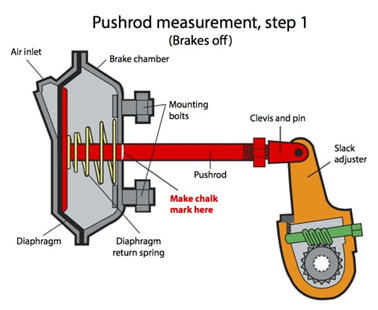 Pushrod measurement, step 1
(Brakes off)
Air inlet
Brake chamber
Mounting
bolts
Clevis and pin
Slack
adjuster
Pushrod
Make chalk
mark here
Diaphragm
Diaphragm
return spring